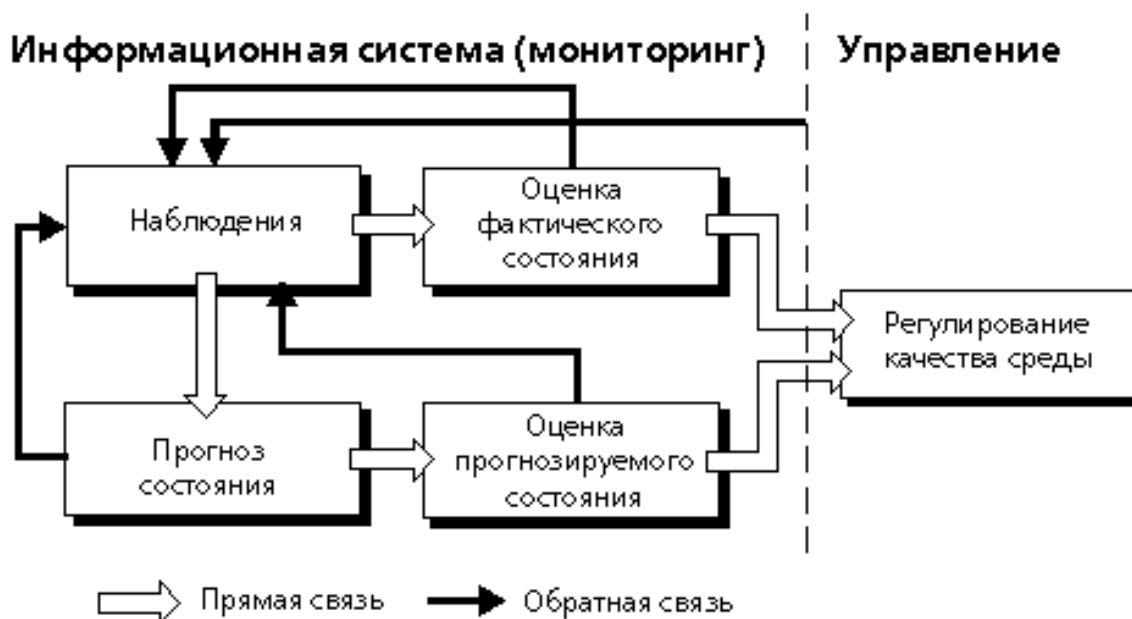 Информационная система (мониторинг)
Управление
Наблюдения
Оценка
фактического
состояния
Регулирование
качества среды
Прогноз
состояния
Оценка
прогнозируемого
состояния
Прямая связь
Обратная связь